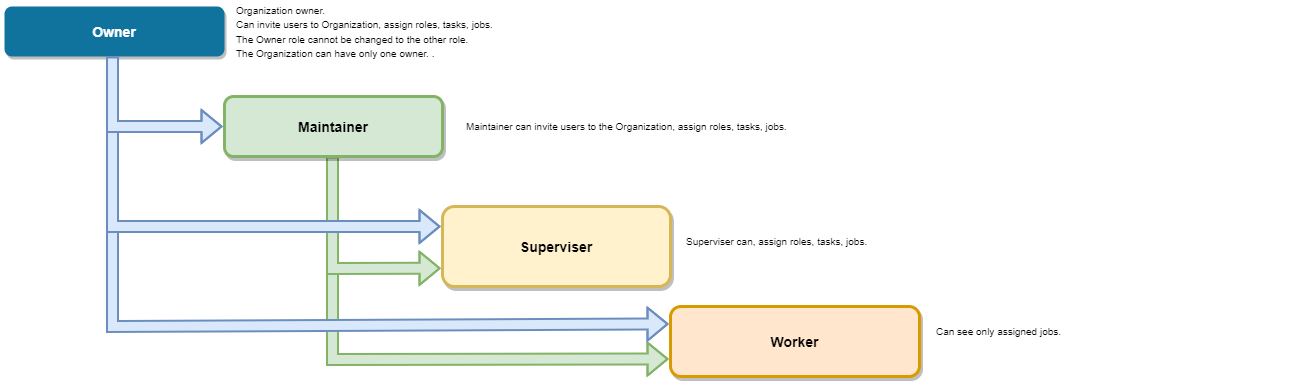 Owner
Organization owner.
Can invite users to Organization, assign roles, tasks, jobs.
The Owner role cannot be changed to the other role.
The Organization can have only one owner. .
Maintainer
Maintainer can invite users to the Organization, assign roles, tasks, jobs.
Superviser
Superviser can, assign roles, tasks, jobs.
Worker
Can see only assigned jobs.